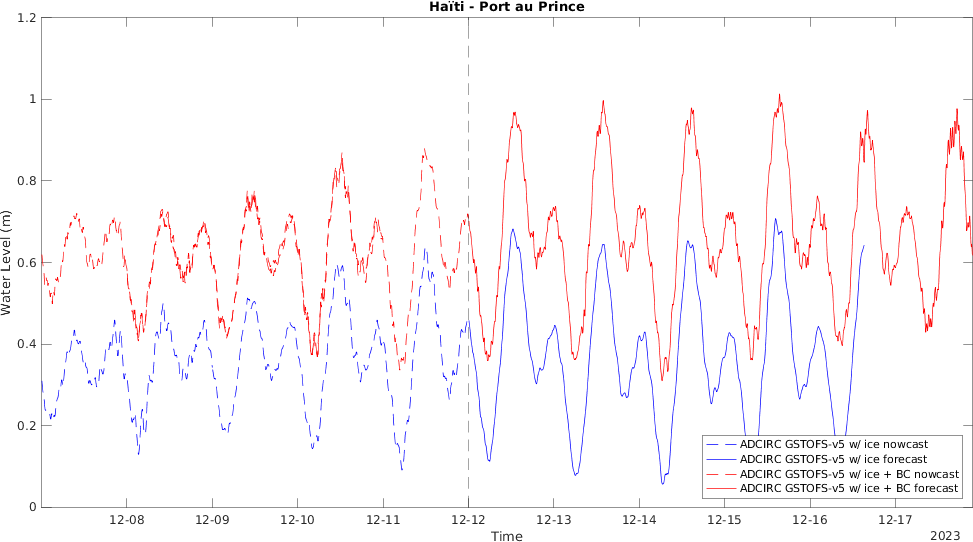 Haïti - Port au Prince
1.2
1
0.8
0.6
0.4
0.2
0
Water Level (m)
12-08 12-09 12-10 12-11 12-12 12-13 12-14 12-15 12-16 12-17
Time
2023
ADCIRC GSTOFS-v5 w/ ice nowcast
ADCIRC GSTOFS-v5 w/ ice forecast
ADCIRC GSTOFS-v5 w/ ice + BC nowcast
ADCIRC GSTOFS-v5 w/ ice + BC forecast